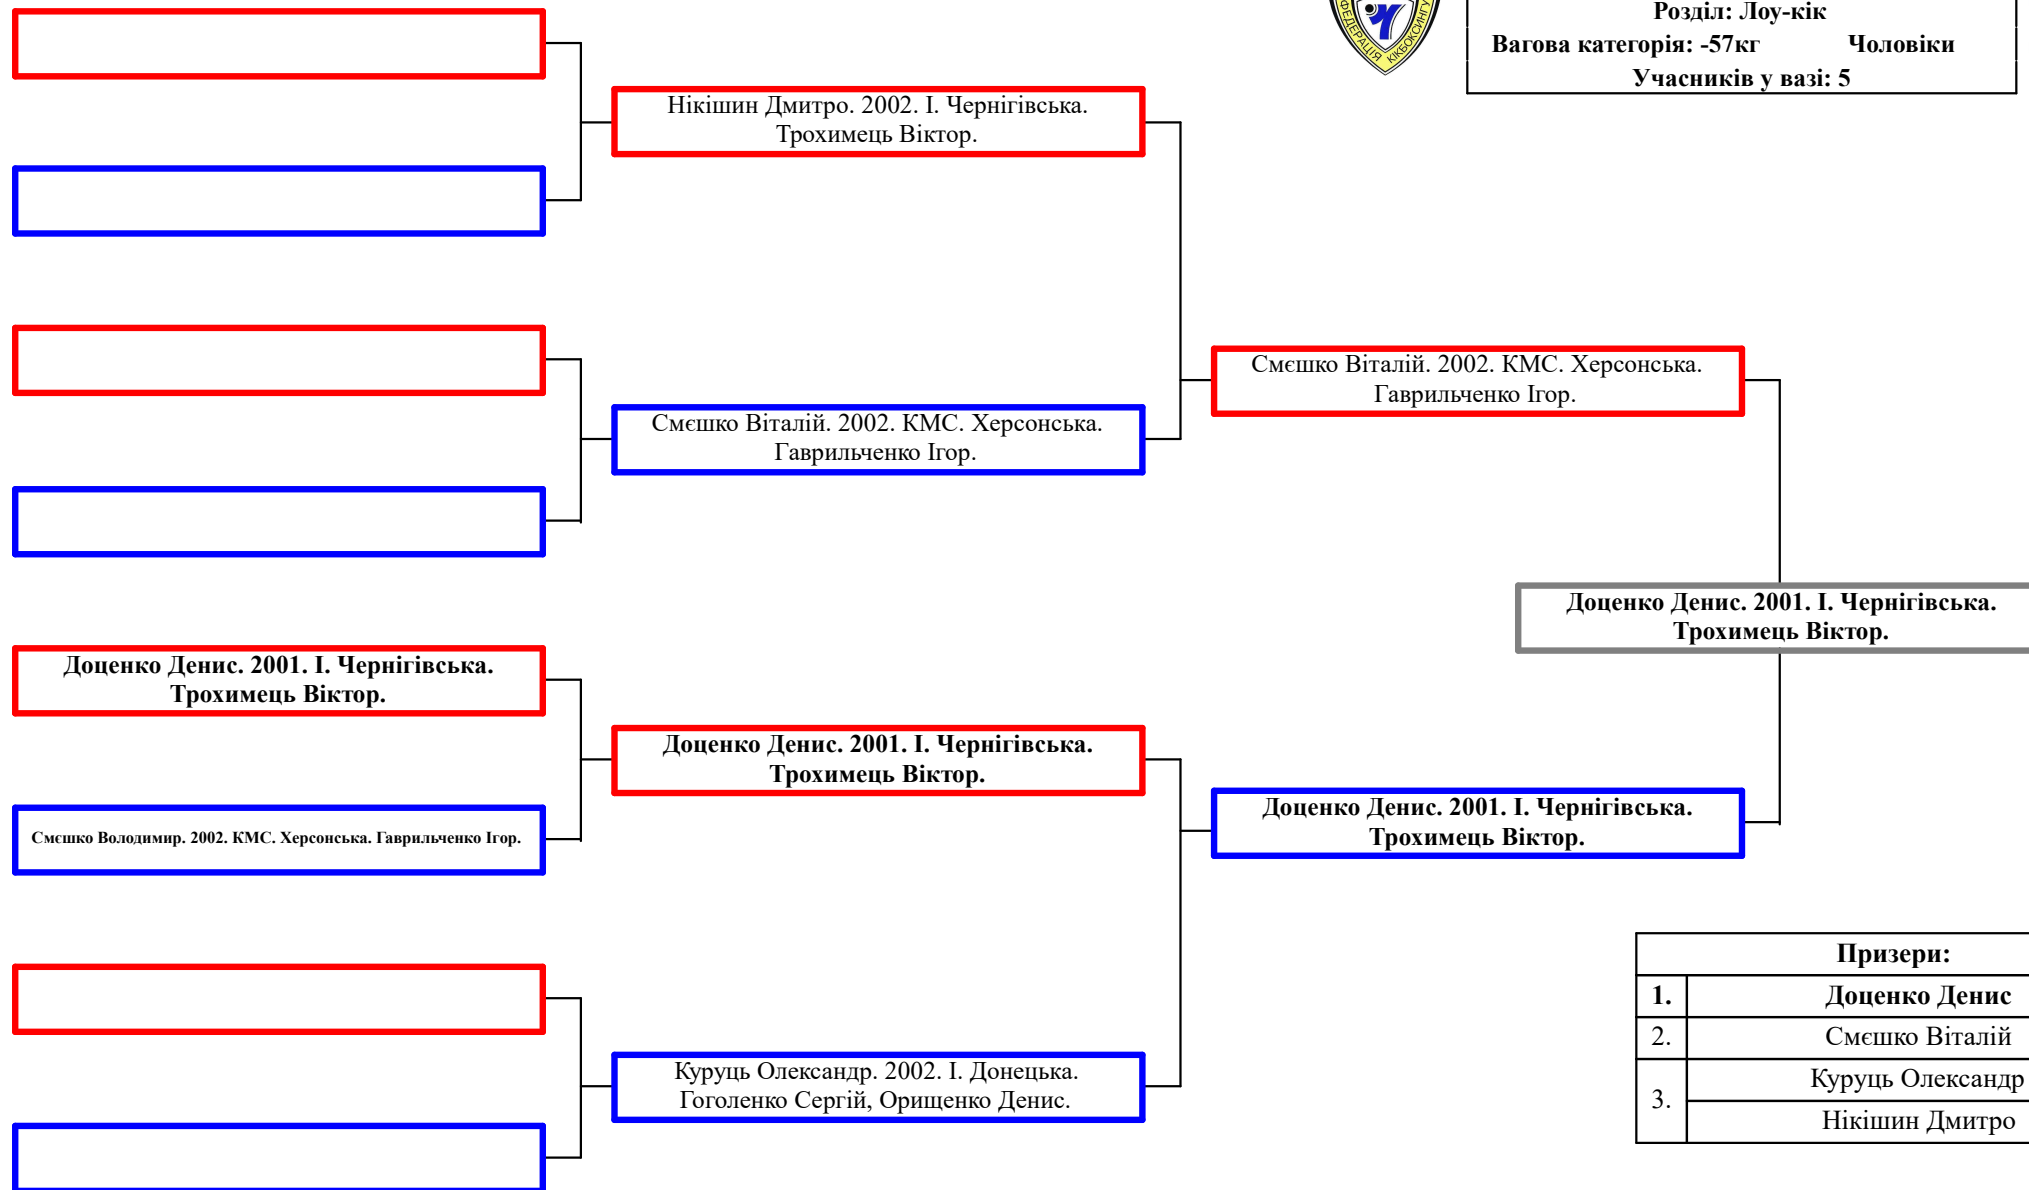 ФЕДЕРАЦІЯ КІКБОКСИНГУ
Розділ: Лоу-кік
Вагова категорія: -57кг Чоловіки
Учасників у вазі: 5
Нікішин Дмитро. 2002. І. Чернігівська.
Трохимець Віктор.
Смєшко Віталій. 2002. КМС. Херсонська.
Гаврильченко Ігор.
Смєшко Віталій. 2002. КМС. Херсонська.
Гаврильченко Ігор.
Доценко Денис. 2001. І. Чернігівська.
Трохимець Віктор.
Доценко Денис. 2001. І. Чернігівська.
Трохимець Віктор.
Доценко Денис. 2001. І. Чернігівська.
Трохимець Віктор.
Доценко Денис. 2001. І. Чернігівська.
Трохимець Віктор.
Смєшко Володимир. 2002. КМС. Херсонська. Гаврильченко Ігор.
Куруць Олександр. 2002. І. Донецька.
Гоголенко Сергій, Орищенко Денис.
Призери:
1. Доценко Денис
2. Смєшко Віталій
3. Куруць Олександр
Нікішин Дмитро